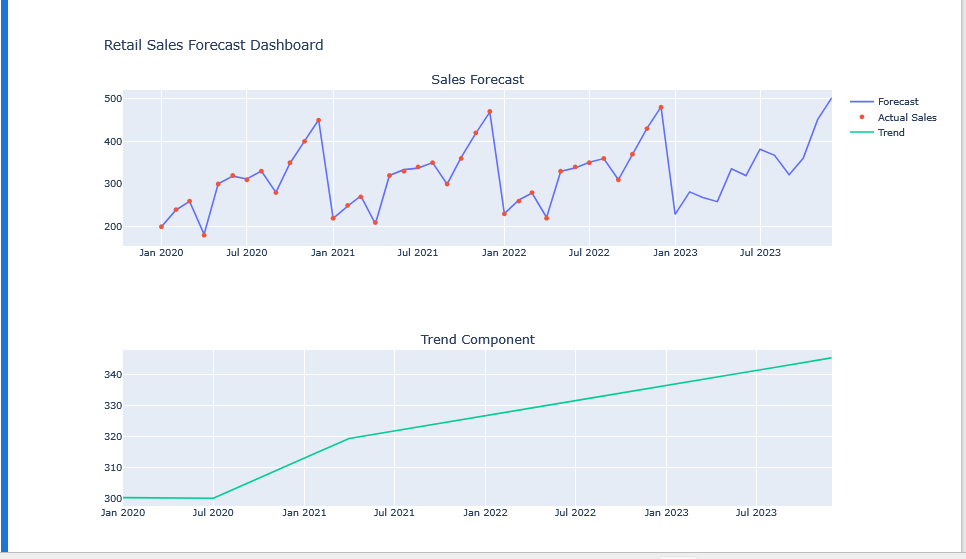 Retail Sales Forecast Dashboard
Sales Forecast
500
400
300
200
Jan 2020 Jul 2020 Jan 2021 Jul 2021 Jan 2022 Jul 2022 Jan 2023 Jul 2023
Forecast
Actual Sales
Trend
Trend Component
340
330
320
310
300
Jan 2020 Jul 2020 Jan 2021 Jul 2021 Jan 2022 Jul 2022 Jan 2023 Jul 2023